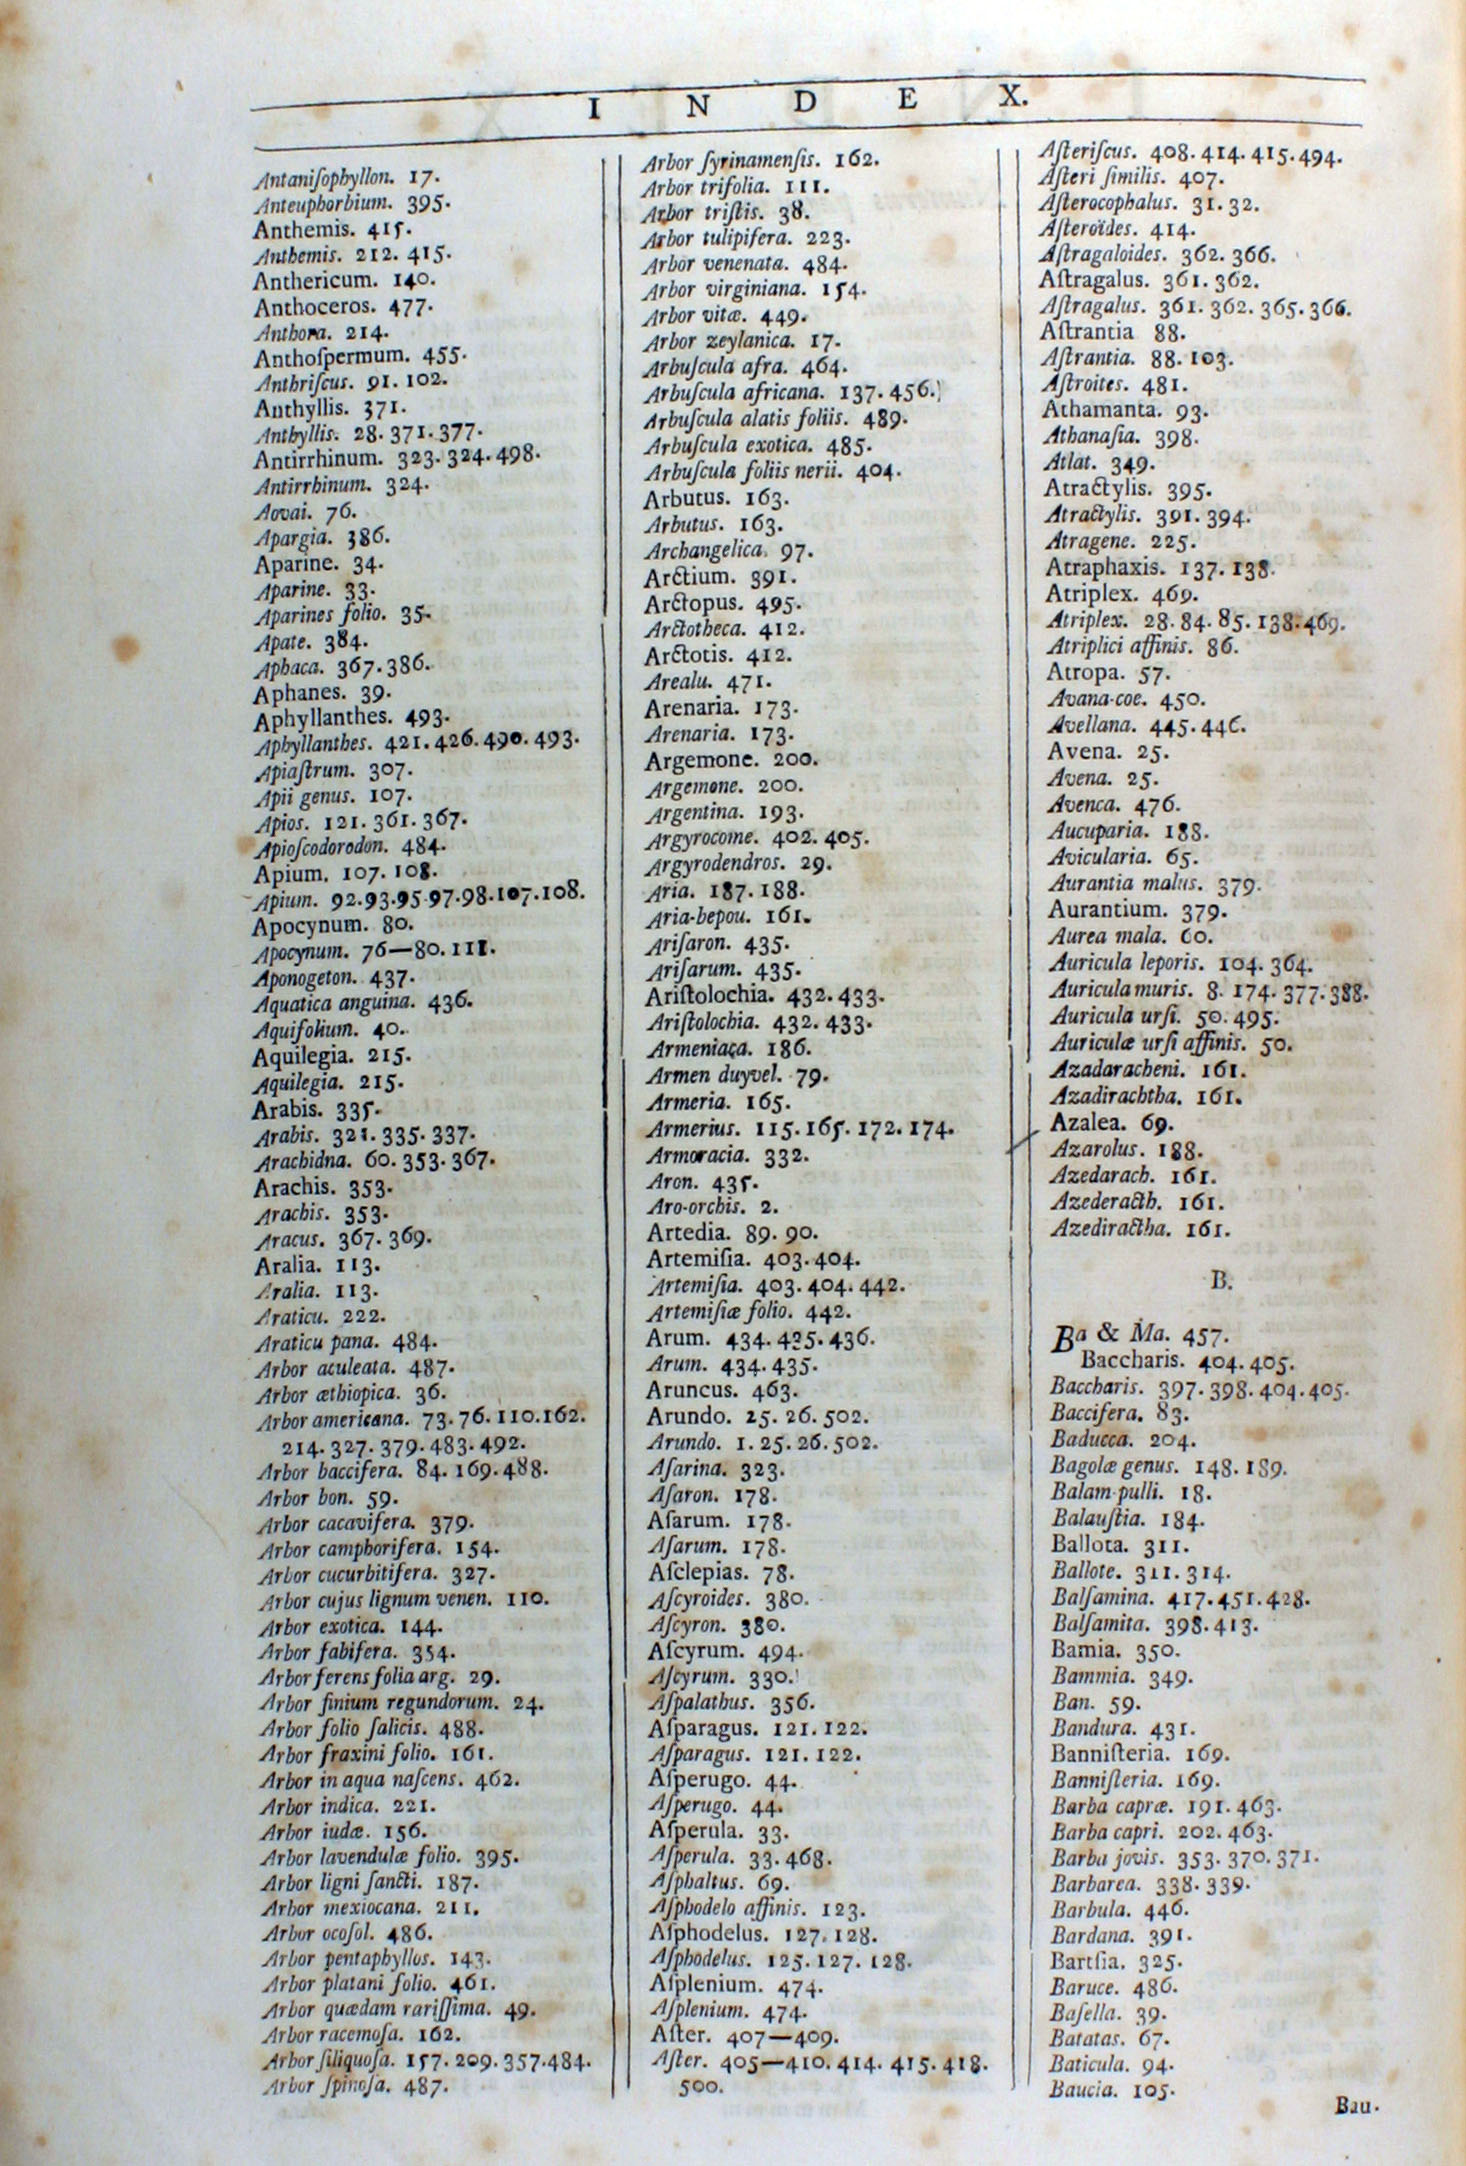 I N D E X.
Antaniſophyllon. 17.
Anteuphorbium. 395.
Anthemis. 415.
Anthemis. 212. 415.
Anthericum. 140.
Anthoceros. 477.
Anthora. 214.
Anthoſpermum. 455.
Anthriſcus. 91. 102.
Anthyllis. 371.
Anthyllis. 28. 371. 377.
Antirrhinum. 323. 324. 498.
Antirrhinum. 324.
Aovai. 76.
Apargia. 386.
Aparine. 34.
Aparine. 33.
Aparines folio. 35.
Apate. 384.
Aphaca. 367. 386.
Aphanes. 39.
Aphyllanthes. 493.
Aphyllanthes. 421. 426. 490. 493.
Apiaſtrum. 307.
Apii genus. 107.
Apios. 121. 361. 367.
Apioſcodorodon. 484.
Apium. 107. 108.
Apium. 92. 93. 95. 97. 98. 107. 108.
Apocynum. 80.
Apocynum. 76—80. 111.
Aponogeton. 437.
Aquatica anguina. 436.
Aquifolium. 40.
Aquilegia. 215.
Aquilegia. 215.
Arabis. 335.
Arabis. 321. 335. 337.
Arachidna. 60. 353. 367.
Arachis. 353.
Arachis. 353.
Aracus. 367. 369.
Aralia. 113.
Aralia. 113.
Araticu. 222.
Araticu pana. 484.
Arbor aculeata. 487.
Arbor æthiopica. 36.
Arbor americana. 73. 76. 110. 162.
214. 327. 379. 483. 492.
Arbor baccifera. 84. 169. 488.
Arbor bon. 59.
Arbor cacavifera. 379.
Arbor camphorifera. 154.
Arbor cucurbitifera. 327.
Arbor cujus lignum venen. 110.
Arbor exotica. 144.
Arbor fabifera. 354.
Arbor ferens folia arg. 29.
Arbor finium regundorum. 24.
Arbor folio ſalicis. 488.
Arbor fraxini folio. 161.
Arbor in aqua naſcens. 462.
Arbor indica. 221.
Arbor iudæ. 156.
Arbor lavendulæ folio. 395.
Arbor ligni ſancti. 187.
Arbor mexiocana. 211.
Arbor ocoſol. 486.
Arbor pentaphyllos. 143.
Arbor platani folio. 461.
Arbor quædam rariſſima. 49.
Arbor racemoſa. 162.
Arbor ſiliquoſa. 157. 209. 357. 484.
Arbor ſpinoſa. 487.
Arbor ſyrinamenſis. 162.
Arbor trifolia. 111.
Arbor triſtis. 38.
Arbor tulipifera. 223.
Arbor venenata. 484.
Arbor virginiana. 154.
Arbor vitæ. 449.
Arbor zeylanica. 17.
Arbuſcula afra. 464.
Arbuſcula africana. 137. 456.
Arbuſcula alatis foliis. 489.
Arbuſcula exotica. 485.
Arbuſcula foliis nerii. 404.
Arbutus. 163.
Arbutus. 163.
Archangelica. 97.
Arctium. 391.
Arctopus. 495.
Arctotheca. 412.
Arctotis. 412.
Arealu. 471.
Arenaria. 173.
Arenaria. 173.
Argemone. 200.
Argemone. 200.
Argentina. 193.
Argyrocome. 402. 405.
Argyrodendros. 29.
Aria. 187. 188.
Aria-bepou. 161.
Ariſaron. 435.
Ariſarum. 435.
Ariſtolochia. 432. 433.
Ariſtolochia. 432. 433.
Armeniaca. 186.
Armen duyvel. 79.
Armeria. 165.
Armerius. 115. 165. 172. 174.
Armoracia. 332.
Aron. 435.
Aro-orchis. 2.
Artedia. 89. 90.
Artemiſia. 403. 404.
Artemiſia. 403. 404. 442.
Artemiſiæ folio. 442.
Arum. 434. 435. 436.
Arum. 434. 435.
Aruncus. 463.
Arundo. 25. 26. 502.
Arundo. 1. 25. 26. 502.
Aſarina. 323.
Aſaron. 178.
Aſarum. 178.
Aſarum. 178.
Aſclepias. 78.
Aſcyroides. 380.
Aſcyron. 380.
Aſcyrum. 494.
Aſcyrum. 330.
Aſpalathus. 356.
Aſparagus. 121. 122.
Aſparagus. 121. 122.
Aſperugo. 44.
Aſperugo. 44.
Aſperula. 33.
Aſperula. 33. 468.
Aſphaltus. 69.
Aſphodelo affinis. 123.
Aſphodelus. 127. 128.
Aſphodelus. 125. 127. 128.
Aſplenium. 474.
Aſplenium. 474.
Aſter. 407—409.
Aſter. 405—410. 414. 415. 418.
500.
Aſteriſcus. 408. 414. 415. 494.
Aſteri ſimilis. 407.
Aſterocophalus. 31. 32.
Aſteroïdes. 414.
Aſtragaloides. 362. 366.
Aſtragalus. 361. 362.
Aſtragalus. 361. 362. 365. 366.
Aſtrantia 88.
Aſtrantia. 88. 103.
Aſtroites. 481.
Athamanta. 93.
Athanaſia. 398.
Atlat. 349.
Atractylis. 395.
Atractylis. 391. 394.
Atragene. 225.
Atraphaxis. 137. 138.
Atriplex. 469.
Atriplex. 28. 84. 85. 138. 469.
Atriplici affinis. 86.
Atropa. 57.
Avana-coe. 450.
Avellana. 445. 446.
Avena. 25.
Avena. 25.
Avenca. 476.
Aucuparia. 188.
Avicularia. 65.
Aurantia malus. 379.
Aurantium. 379.
Aurea mala. 60.
Auricula leporis. 104. 364.
Auricula muris. 8. 174. 377. 388.
Auricula urſi. 50. 495.
Auriculæ urſi affinis. 50.
Azadaracheni. 161.
Azadirachtha. 161.
Azalea. 69.
Azarolus. 188.
Azedarach. 161.
Azederacth. 161.
Azediractha. 161.
B.
Ba & Ma. 457.
Baccharis. 404. 405.
Baccharis. 397. 398. 404. 405.
Baccifera. 83.
Baducca. 204.
Bagolæ genus. 148. 189.
Balam-pulli. 18.
Balauſtia. 184.
Ballota. 311.
Ballote. 311. 314.
Balſamina. 417. 451. 428.
Balſamita. 398. 413.
Bamia. 350.
Bammia. 349.
Ban. 59.
Bandura. 431.
Banniſteria. 169.
Banniſteria. 169.
Barba capræ. 191. 463.
Barba capri. 202. 463.
Barba jovis. 353. 370. 371.
Barbarea. 338. 339.
Barbula. 446.
Bardana. 391.
Bartſia. 325.
Baruce. 486.
Baſella. 39.
Batatas. 67.
Baticula. 94.
Baucia. 105.
Bau-